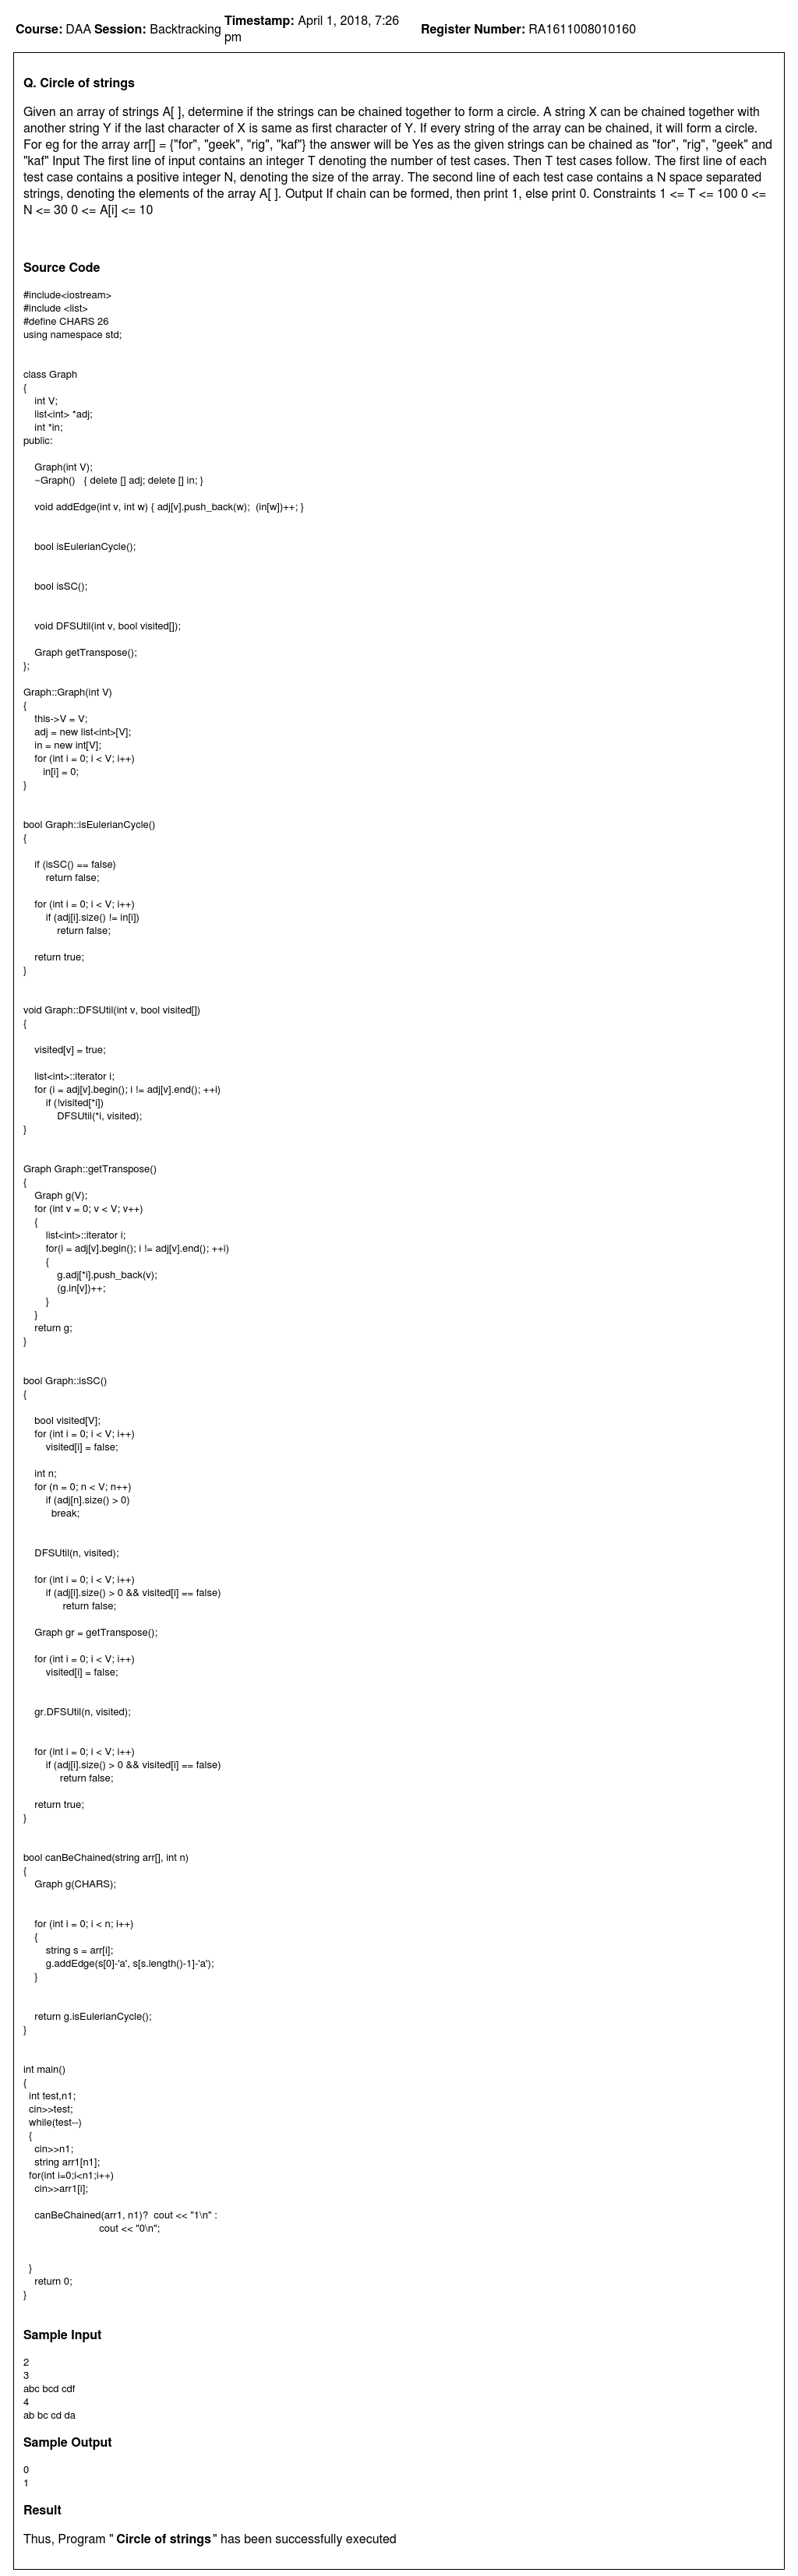 Course: DAA Session: Backtracking Timestamp: April 1, 2018, 7:26 pm Register Number: RA1611008010160
Q. Circle of strings
Given an array of strings A[ ], determine if the strings can be chained together to form a circle. A string X can be chained together with
another string Y if the last character of X is same as first character of Y. If every string of the array can be chained, it will form a circle.
For eg for the array arr[] = {"for", "geek", "rig", "kaf"} the answer will be Yes as the given strings can be chained as "for", "rig", "geek" and
"kaf" Input The first line of input contains an integer T denoting the number of test cases. Then T test cases follow. The first line of each
test case contains a positive integer N, denoting the size of the array. The second line of each test case contains a N space separated
strings, denoting the elements of the array A[ ]. Output If chain can be formed, then print 1, else print 0. Constraints 1 <= T <= 100 0 <=
N <= 30 0 <= A[i] <= 10
Source Code
#include<iostream>
#include <list>
#define CHARS 26
using namespace std;
class Graph
{
    int V;
    list<int> *adj;
    int *in;
public:
    Graph(int V);
    ~Graph()   { delete [] adj; delete [] in; }
    void addEdge(int v, int w) { adj[v].push_back(w);  (in[w])++; }
    bool isEulerianCycle();
    bool isSC();
    void DFSUtil(int v, bool visited[]);
    Graph getTranspose();
};
Graph::Graph(int V)
{
    this->V = V;
    adj = new list<int>[V];
    in = new int[V];
    for (int i = 0; i < V; i++)
       in[i] = 0;
}
bool Graph::isEulerianCycle()
{
    if (isSC() == false)
        return false;
    for (int i = 0; i < V; i++)
        if (adj[i].size() != in[i])
            return false;
    return true;
}
void Graph::DFSUtil(int v, bool visited[])
{
    visited[v] = true;
    list<int>::iterator i;
    for (i = adj[v].begin(); i != adj[v].end(); ++i)
        if (!visited[*i])
            DFSUtil(*i, visited);
}
Graph Graph::getTranspose()
{
    Graph g(V);
    for (int v = 0; v < V; v++)
    {
        list<int>::iterator i;
        for(i = adj[v].begin(); i != adj[v].end(); ++i)
        {
            g.adj[*i].push_back(v);
            (g.in[v])++;
        }
    }
    return g;
}
bool Graph::isSC()
{
    bool visited[V];
    for (int i = 0; i < V; i++)
        visited[i] = false;
    int n;
    for (n = 0; n < V; n++)
        if (adj[n].size() > 0)
          break;
    DFSUtil(n, visited);
    for (int i = 0; i < V; i++)
        if (adj[i].size() > 0 && visited[i] == false)
              return false;
    Graph gr = getTranspose();
    for (int i = 0; i < V; i++)
        visited[i] = false;
    gr.DFSUtil(n, visited);
    for (int i = 0; i < V; i++)
        if (adj[i].size() > 0 && visited[i] == false)
             return false;
    return true;
}
bool canBeChained(string arr[], int n)
{
    Graph g(CHARS);
    for (int i = 0; i < n; i++)
    {
        string s = arr[i];
        g.addEdge(s[0]-'a', s[s.length()-1]-'a');
    }
    return g.isEulerianCycle();
}
int main()
{
  int test,n1;
  cin>>test;
  while(test--)
  {
    cin>>n1;
    string arr1[n1];
  for(int i=0;i<n1;i++)
    cin>>arr1[i];
    canBeChained(arr1, n1)?  cout << "1\n" :
                           cout << "0\n";
  }
    return 0;
}
Sample Input
2
3
abc bcd cdf
4
ab bc cd da
Sample Output
0
1
Result
Thus, Program " Circle of strings " has been successfully executed